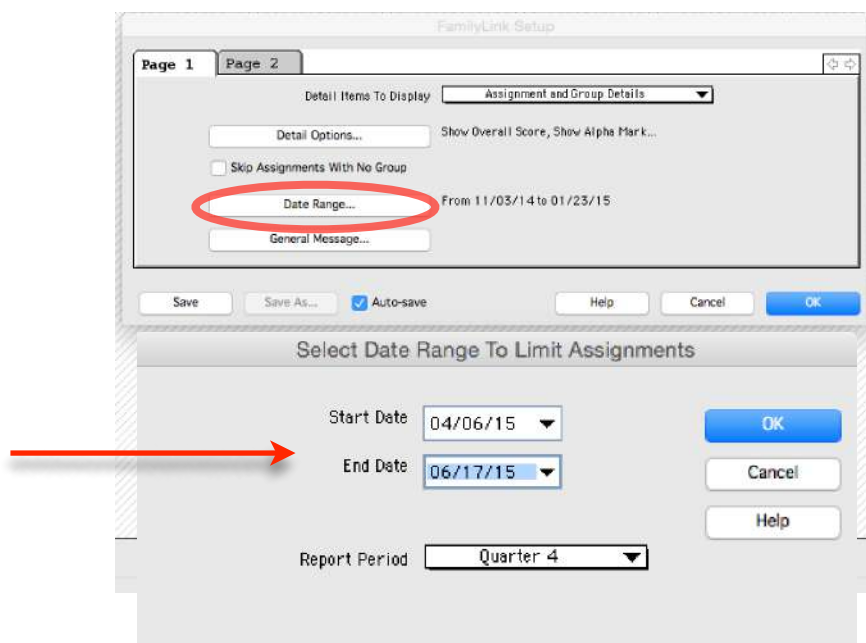 FamilyLink Setup
Page 1 Page 2
Detail Items To Display Assignment and Group Details
Detail Options... Show Overall Score, Show Alpha Mark...
Skip Assignments With No Group
Date Range... From 11/03/14 to 01/23/15
General Message...
Save Save As... Auto-save Help Cancel OK
Select Date Range To Limit Assignments
Start Date 04/06/15 OK
End Date 06/17/15 Cancel
Help
Report Period Quarter 4